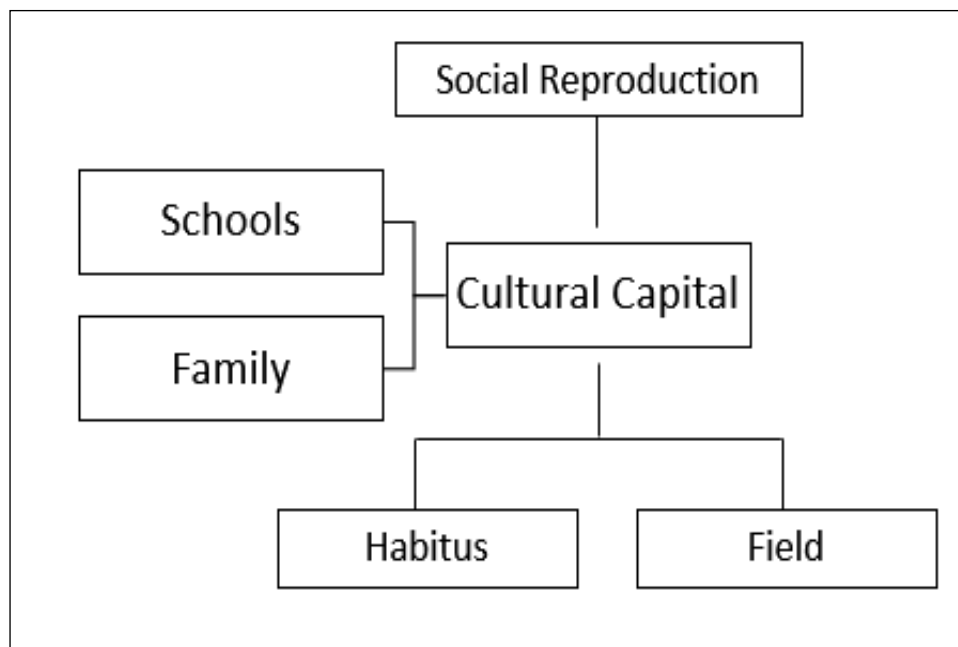 Social Reproduction
Schools
Cultural Capital
Family
Habitus
Field